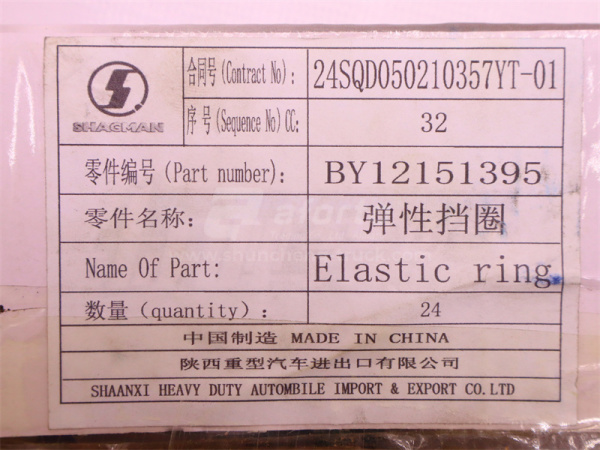 SHACMAN
合同号(Contract No):
24SQD050210357YT-01
序 号(Sequence No)CC:
32
零件编号(Part number):
BY12151395
零件名称:
弹性挡圈
Name Of Part:
Elastic ring
数量(quantity):
24
中国制造 MADE IN CHINA
陕西重型汽车进出口有限公司
SHAANXI HEAVY DUTY AUTOMBILE IMPORT & EXPORT CO.LTD